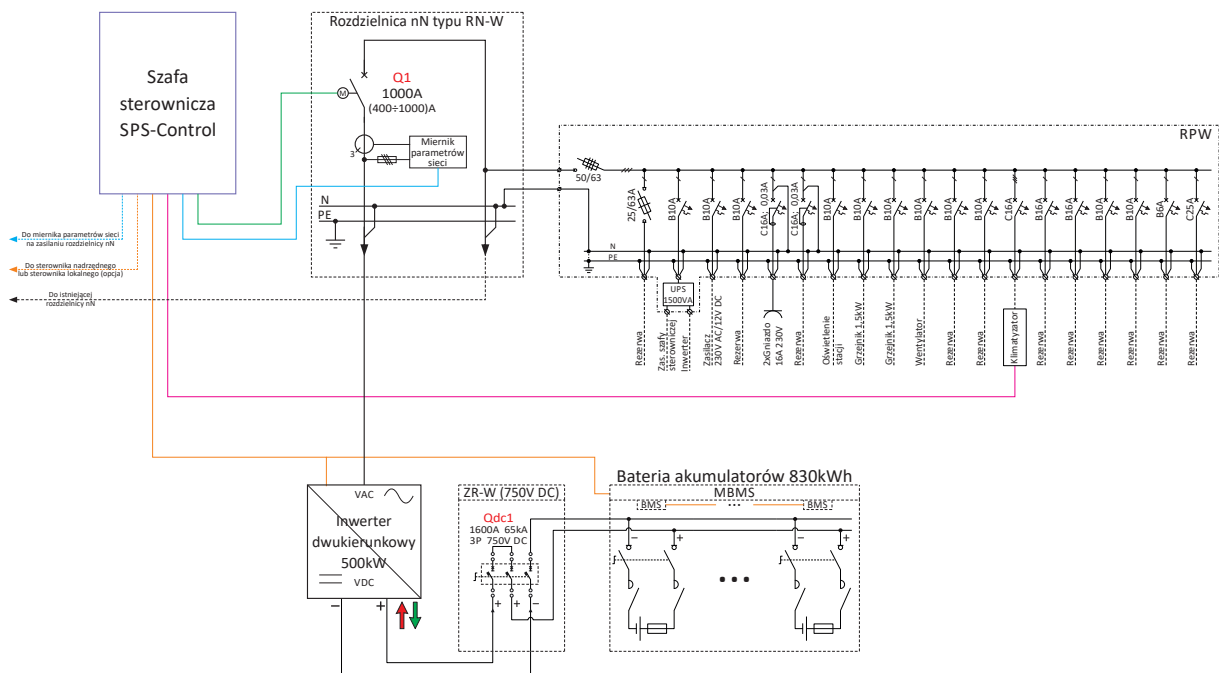 Szafa
sterownicza
SPS-Control
Do miernika parametrów sieci
na zasilaniu rozdzielnicy nN
Do sterownika nadrzędnego
lub sterownika lokalnego (opcja)
Do istniejącej
rozdzielnicy nN
Rozdzielnica nN typu RN-W
Q1
1000A
(400÷1000)A
M
3
Miernik
parametrów
sieci
N
PE
RPW
50/63
25/63A
B10A
B10A
B10A
C16A; 0,03A
C16A; 0,03A
B10A
B10A
B10A
B10A
B10A
B10A
C16A
B16A
B16A
B10A
B10A
B6A
C25A
N
PE
UPS
1500VA
Rezerwa
Zas. szafy
sterowniczej
Inwerter
Zasilacz
230V AC/12V DC
Rezerwa
2xGniazdo
16A 230V
Rezerwa
Oświetlenie
stacji
Grzejnik 1,5kW
Grzejnik 1,5kW
Wentylator
Rezerwa
Rezerwa
Klimatyzator
Rezerwa
Rezerwa
Rezerwa
Rezerwa
Rezerwa
Rezerwa
VAC
Inwerter
dwukierunkowy
500kW
VDC
− +
ZR-W (750V DC)
Qdc1
1600A 65kA
3P 750V DC
+ + −
Bateria akumulatorów 830kWh
MBMS
BMS ... BMS
− + − +